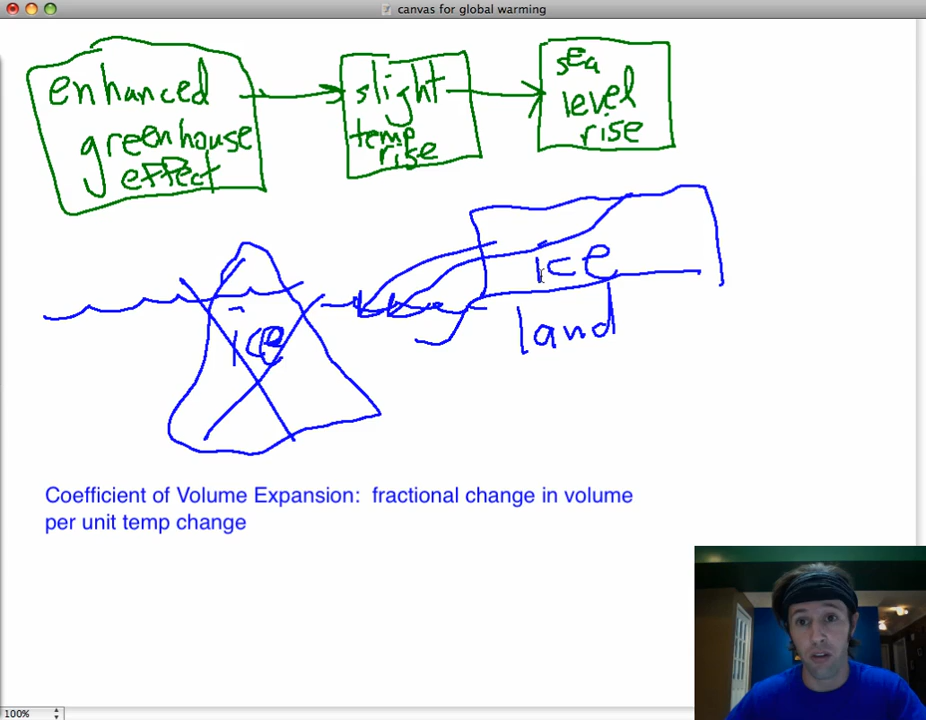 canvas for global warming
enhanced
greenhouse
effect
slight
temp
rise
sea
level
rise
ice
land
ice
Coefficient of Volume Expansion: fractional change in volume
per unit temp change
100%